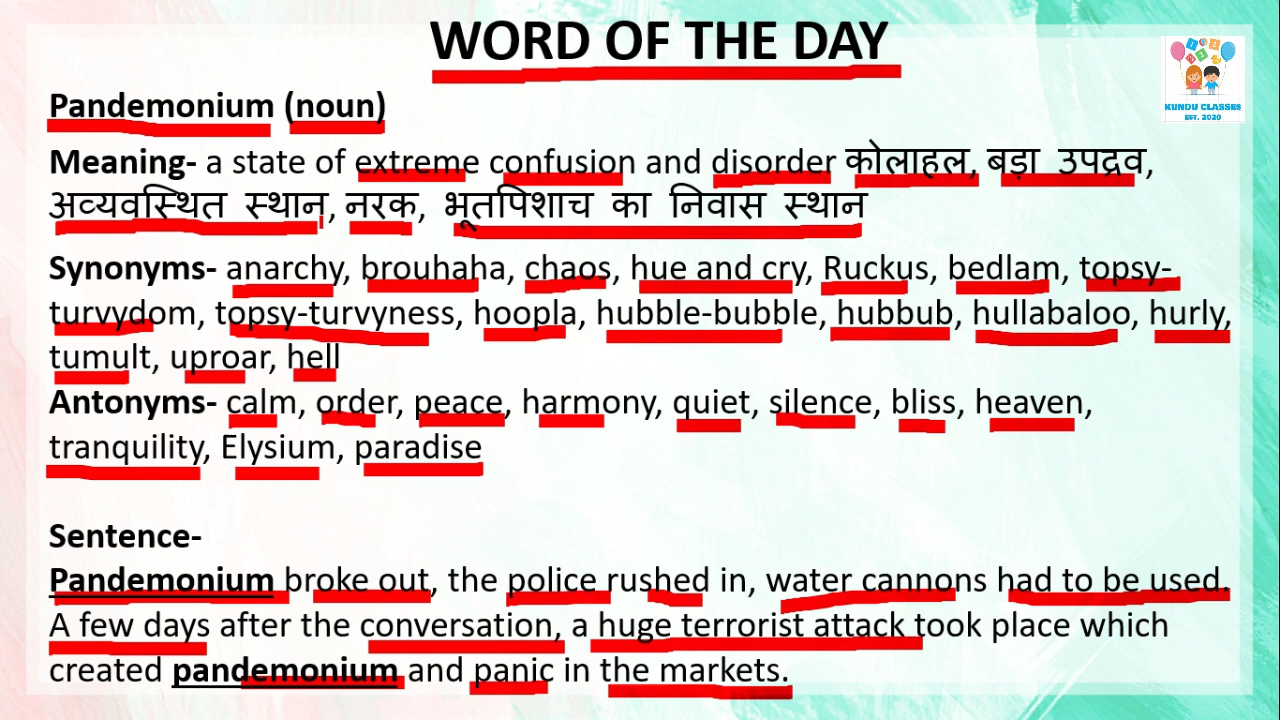 WORD OF THE DAY
KUNDU CLASSES
EST. 2020
Pandemonium (noun)
Meaning- a state of extreme confusion and disorder कोलाहल, बड़ा उपद्रव,
अव्यवस्थित स्थान, नरक, भूतपिशाच का निवास स्थान
Synonyms- anarchy, brouhaha, chaos, hue and cry, Ruckus, bedlam, topsy-
turvydom, topsy-turvyness, hoopla, hubble-bubble, hubbub, hullabaloo, hurly,
tumult, uproar, hell
Antonyms- calm, order, peace, harmony, quiet, silence, bliss, heaven,
tranquility, Elysium, paradise
Sentence-
Pandemonium broke out, the police rushed in, water cannons had to be used.
A few days after the conversation, a huge terrorist attack took place which
created pandemonium and panic in the markets.